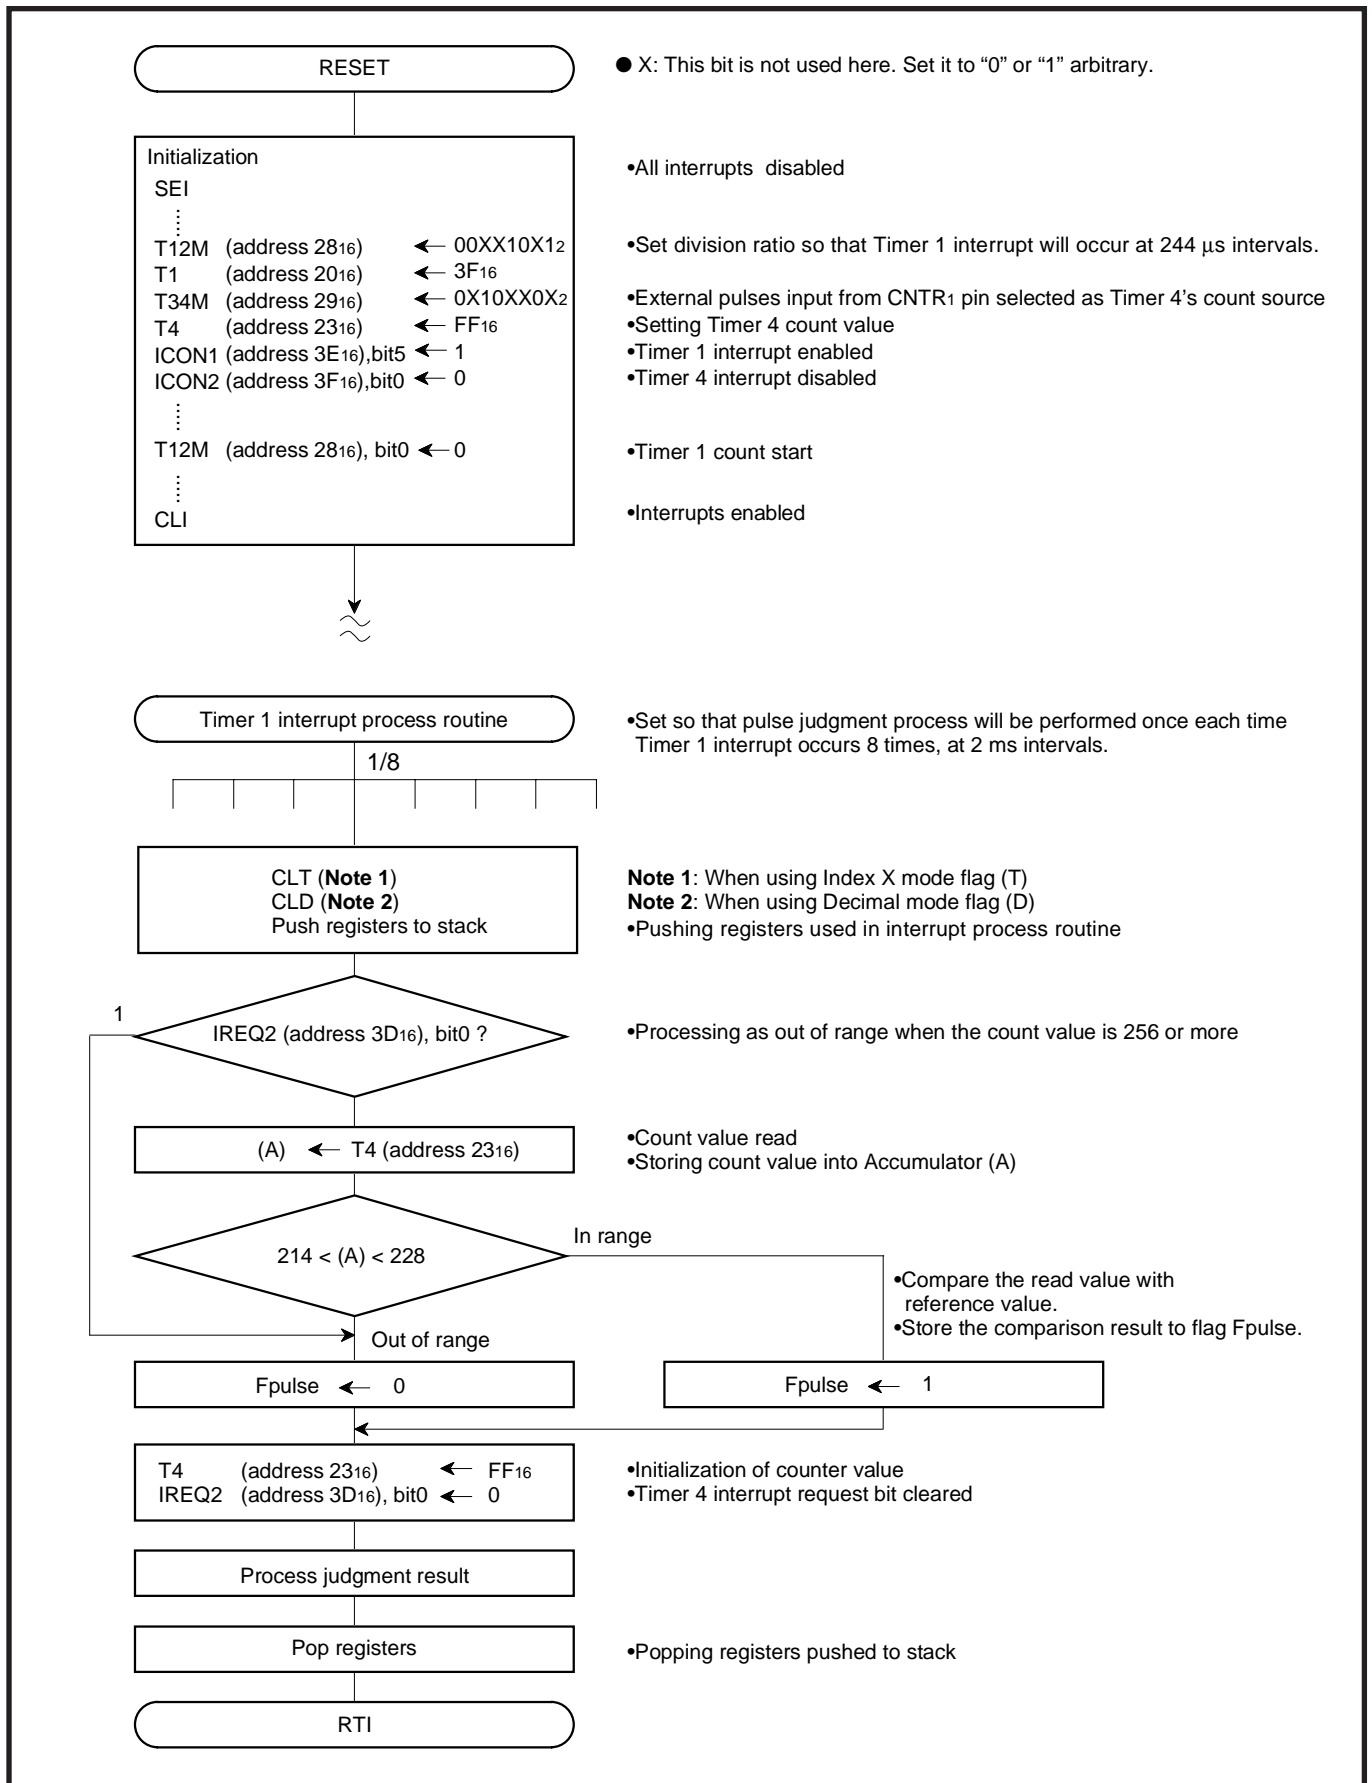 RESET
● X: This bit is not used here. Set it to “0” or “1” arbitrary.
Initialization
SEI
•All interrupts disabled
T12M (address 2816) ← 00XX10X12
•Set division ratio so that Timer 1 interrupt will occur at 244 μs intervals.
T1 (address 2016) ← 3F16
T34M (address 2916) ← 0X10XX0X2
•External pulses input from CNTR1 pin selected as Timer 4’s count source
T4 (address 2316) ← FF16
•Setting Timer 4 count value
ICON1 (address 3E16),bit5 ← 1
•Timer 1 interrupt enabled
ICON2 (address 3F16),bit0 ← 0
•Timer 4 interrupt disabled
T12M (address 2816), bit0 ← 0
•Timer 1 count start
CLI
•Interrupts enabled
Timer 1 interrupt process routine
•Set so that pulse judgment process will be performed once each time
Timer 1 interrupt occurs 8 times, at 2 ms intervals.
1/8
CLT (Note 1)
Note 1: When using Index X mode flag (T)
CLD (Note 2)
Note 2: When using Decimal mode flag (D)
Push registers to stack
•Pushing registers used in interrupt process routine
1
IREQ2 (address 3D16), bit0 ?
•Processing as out of range when the count value is 256 or more
(A) ← T4 (address 2316)
•Count value read
•Storing count value into Accumulator (A)
In range
214 < (A) < 228
•Compare the read value with
reference value.
•Store the comparison result to flag Fpulse.
Out of range
Fpulse ← 0
Fpulse ← 1
T4 (address 2316) ← FF16
•Initialization of counter value
IREQ2 (address 3D16), bit0 ← 0
•Timer 4 interrupt request bit cleared
Process judgment result
Pop registers
•Popping registers pushed to stack
RTI